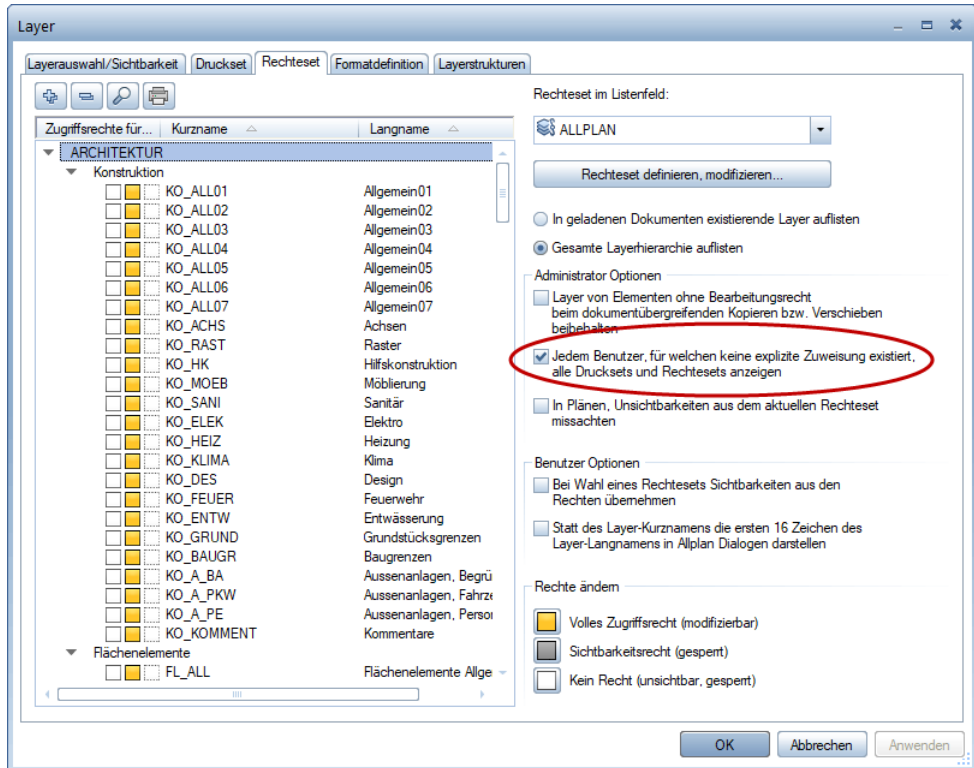 Layer
Layerauswahl/Sichtbarkeit Druckset Rechteset Formatdefinition Layerstrukturen
Zugriffsrechte für... Kurzname Langname
ARCHITEKTUR
Konstruktion
KO_ALL01 Allgemein01
KO_ALL02 Allgemein02
KO_ALL03 Allgemein03
KO_ALL04 Allgemein04
KO_ALL05 Allgemein05
KO_ALL06 Allgemein06
KO_ALL07 Allgemein07
KO_ACHS Achsen
KO_RAST Raster
KO_HK Hilfskonstruktion
KO_MOEB Möblierung
KO_SANI Sanitär
KO_ELEK Elektro
KO_HEIZ Heizung
KO_KLIMA Klima
KO_DES Design
KO_FEUER Feuerwehr
KO_ENTW Entwässerung
KO_GRUND Grundstücksgrenzen
KO_BAUGR Baugrenzen
KO_A_BA Aussenanlagen, Begrü
KO_A_PKW Aussenanlagen, Fahrze
KO_A_PE Aussenanlagen, Person
KO_KOMMENT Kommentare
Flächenelemente
FL_ALL Flächenelemente Allge
Rechteset im Listenfeld:
ALLPLAN
Rechteset definieren, modifizieren...
In geladenen Dokumenten existierende Layer auflisten
Gesamte Layerhierarchie auflisten
Administrator Optionen
Layer von Elementen ohne Bearbeitungsrecht
beim dokumentübergreifenden Kopieren bzw. Verschieben
beibehalten
Jedem Benutzer, für welchen keine explizite Zuweisung existiert,
alle Drucksets und Rechtesets anzeigen
In Plänen, Unsichtbarkeiten aus dem aktuellen Rechteset
missachten
Benutzer Optionen
Bei Wahl eines Rechtesets Sichtbarkeiten aus den
Rechten übernehmen
Statt des Layer-Kurznamens die ersten 16 Zeichen des
Layer-Langnamens in Allplan Dialogen darstellen
Rechte ändern
Volles Zugriffsrecht (modifizierbar)
Sichtbarkeitsrecht (gesperrt)
Kein Recht (unsichtbar, gesperrt)
OK Abbrechen Anwenden